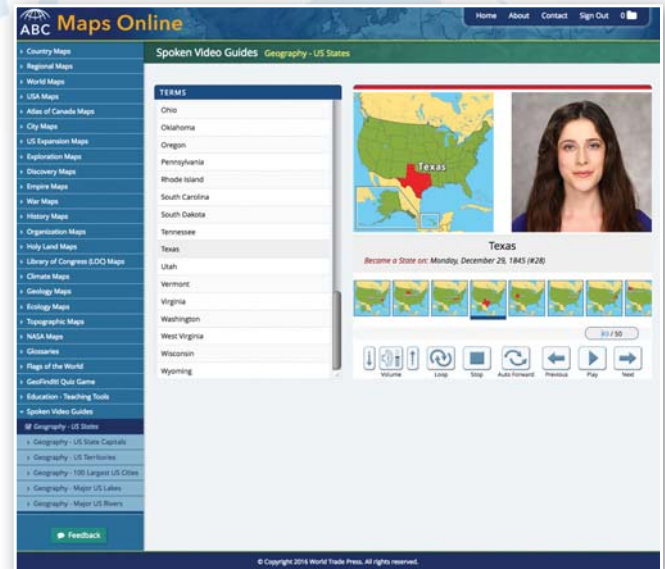 ABC Maps Online
Home About Contact Sign Out 0
Country Maps
Regional Maps
World Maps
USA Maps
Atlas of Canada Maps
City Maps
US Expansion Maps
Exploration Maps
Discovery Maps
Empire Maps
War Maps
History Maps
Organization Maps
Holy Land Maps
Library of Congress (LOC) Maps
Climate Maps
Geology Maps
Ecology Maps
Topographic Maps
NASA Maps
Glossaries
Flags of the World
GeoFindit! Quiz Game
Education - Teaching Tools
Spoken Video Guides
Geography - US States
Geography - US State Capitals
Geography - US Territories
Geography - 100 Largest US Cities
Geography - Major US Lakes
Geography - Major US Rivers
Feedback
Spoken Video Guides Geography - US States
TERMS
Ohio
Oklahoma
Oregon
Pennsylvania
Rhode Island
South Carolina
South Dakota
Tennessee
Texas
Utah
Vermont
Virginia
Washington
West Virginia
Wisconsin
Wyoming
Texas
Texas
Became a State on: Monday, December 29, 1845 (#28)
/ 50
Volume Loop Stop Auto Forward Previous Play Next
© Copyright 2016 World Trade Press. All rights reserved.